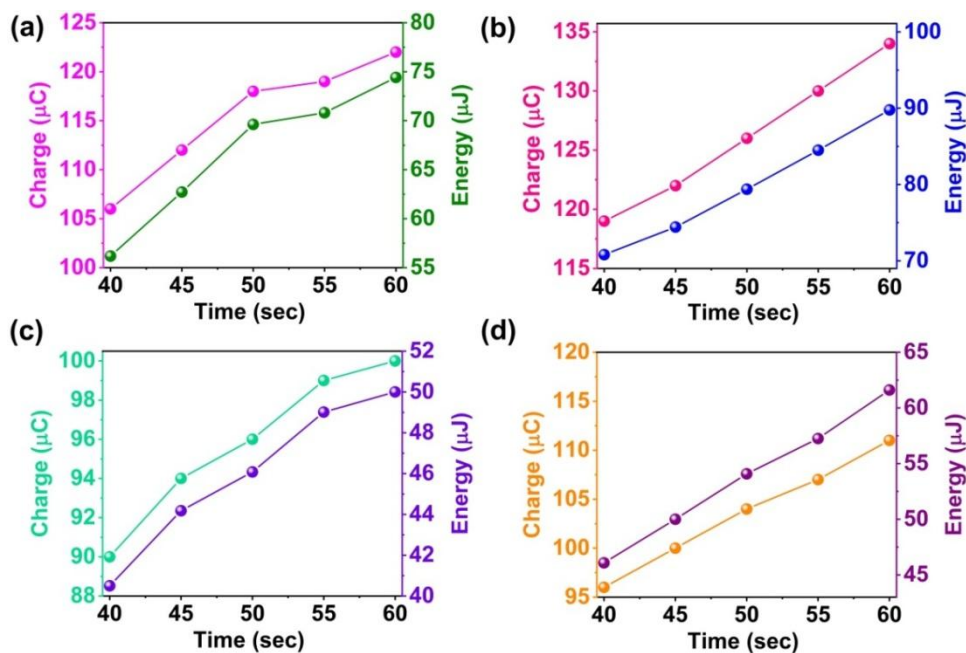 (a)
Charge (μC)
125
120
115
110
105
100
80
75
70
65
60
55
Energy (μJ)
40 45 50 55 60
Time (sec)
(b)
Charge (μC)
135
130
125
120
115
100
90
80
70
Energy (μJ)
40 45 50 55 60
Time (sec)
(c)
Charge (μC)
100
98
96
94
92
90
88
52
50
48
46
44
42
40
Energy (μJ)
40 45 50 55 60
Time (sec)
(d)
Charge (μC)
120
115
110
105
100
95
65
60
55
50
45
Energy (μJ)
40 45 50 55 60
Time (sec)